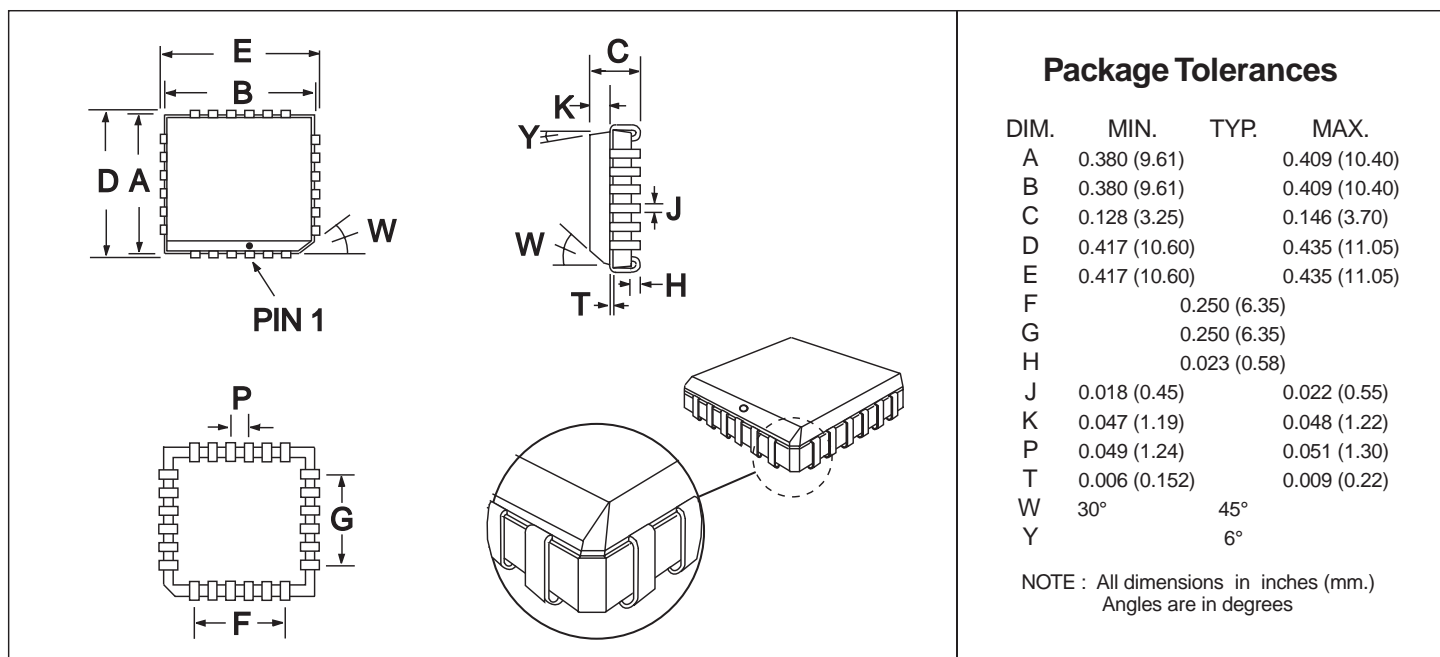 E
B
C
K
Y
D A
J
W
W
H
T
PIN 1
P
G
F
Package Tolerances
DIM. MIN. TYP. MAX.
A 0.380 (9.61) 0.409 (10.40)
B 0.380 (9.61) 0.409 (10.40)
C 0.128 (3.25) 0.146 (3.70)
D 0.417 (10.60) 0.435 (11.05)
E 0.417 (10.60) 0.435 (11.05)
F 0.250 (6.35)
G 0.250 (6.35)
H 0.023 (0.58)
J 0.018 (0.45) 0.022 (0.55)
K 0.047 (1.19) 0.048 (1.22)
P 0.049 (1.24) 0.051 (1.30)
T 0.006 (0.152) 0.009 (0.22)
W 30° 45°
Y 6°
NOTE : All dimensions in inches (mm.)
Angles are in degrees